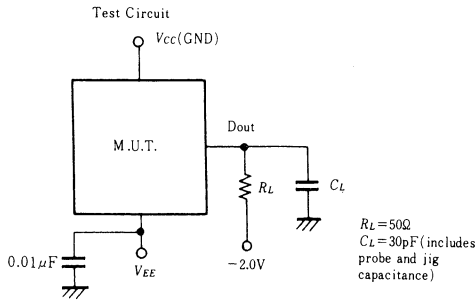 Test Circuit
Vcc(GND)
M.U.T.
Dout
RL
CL
0.01μF
VEE
−2.0V
RL=50Ω
CL=30pF(includes
probe and jig
capacitance)